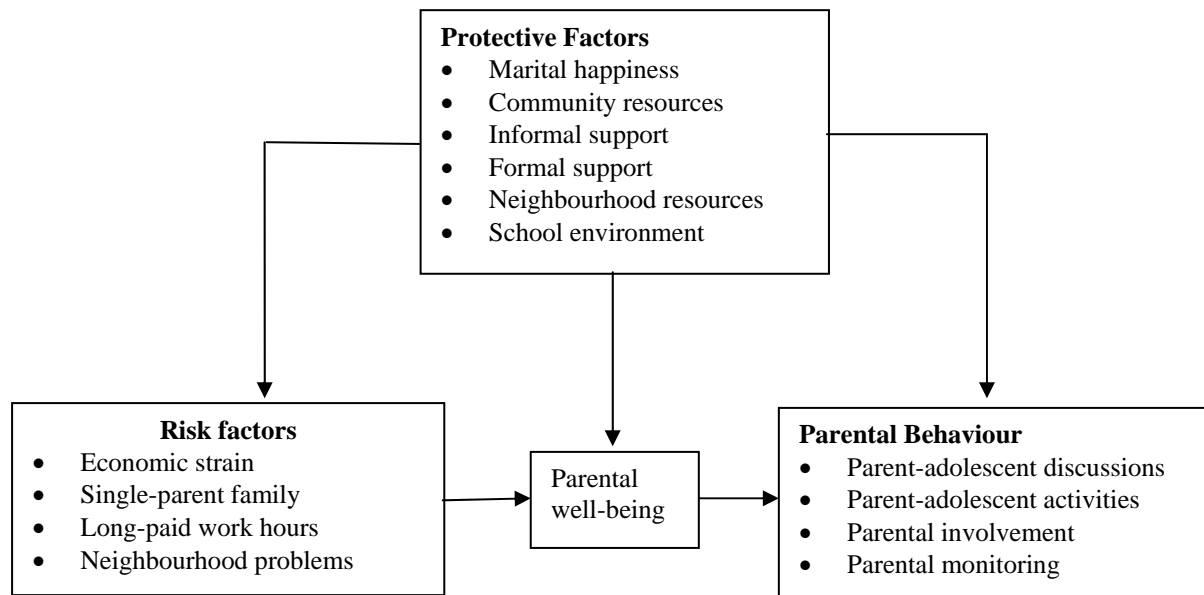 Protective Factors
• Marital happiness
• Community resources
• Informal support
• Formal support
• Neighbourhood resources
• School environment
Risk factors
• Economic strain
• Single-parent family
• Long-paid work hours
• Neighbourhood problems
Parental
well-being
Parental Behaviour
• Parent-adolescent discussions
• Parent-adolescent activities
• Parental involvement
• Parental monitoring